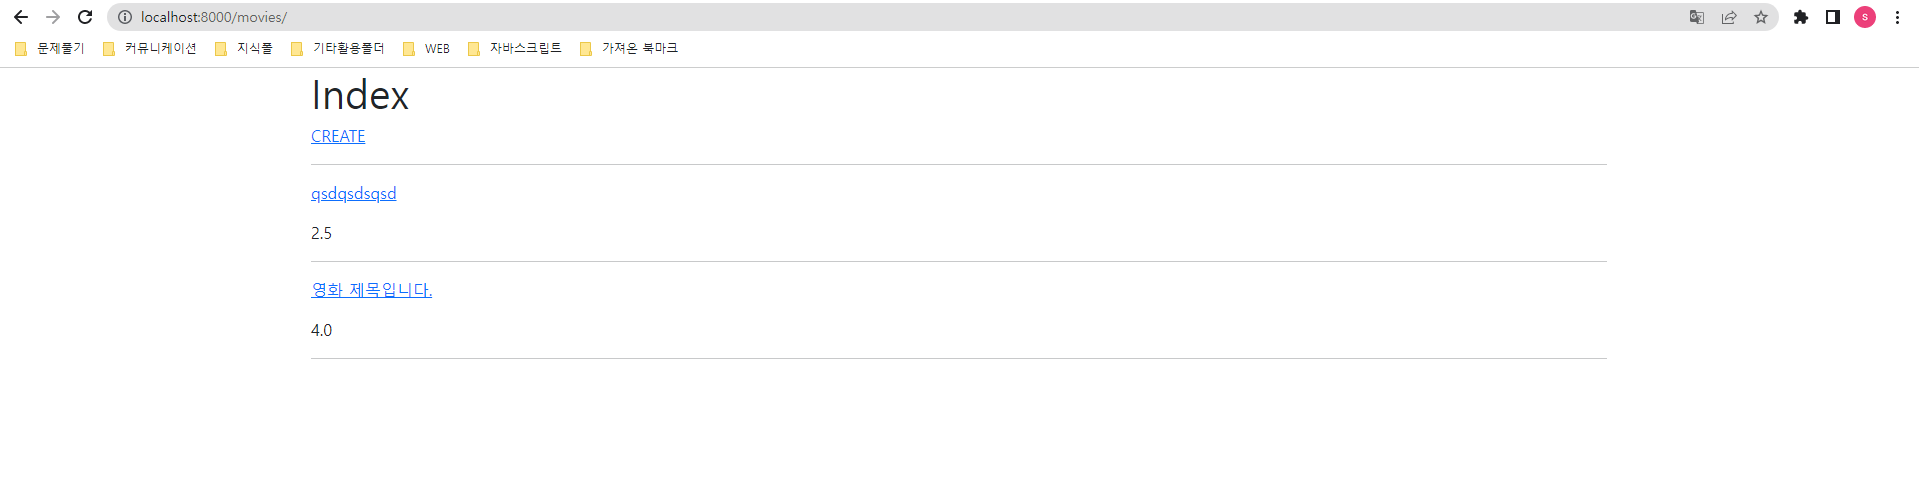 localhost:8000/movies/
S
문제풀기 커뮤니케이션 지식풀 기타활용폴더 WEB 자바스크립트 가져온 북마크
Index
CREATE
qsdqsdsqsd
2.5
영화 제목입니다.
4.0